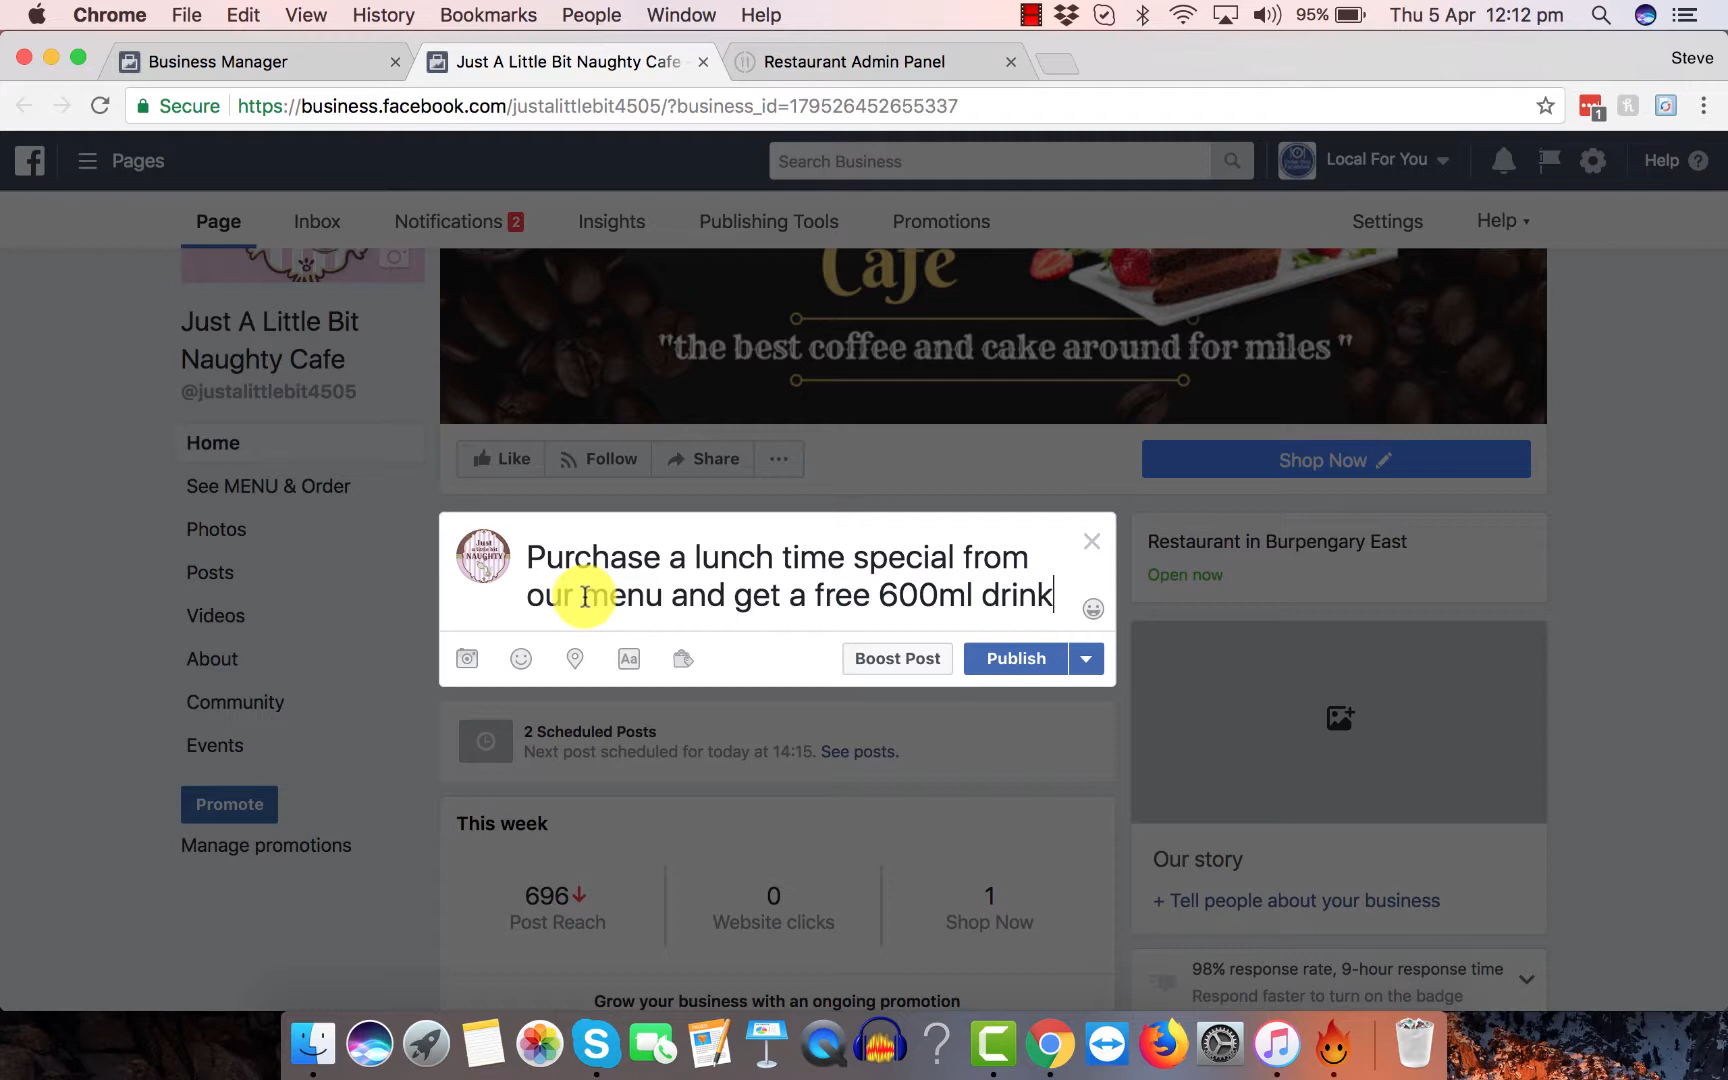 Chrome File Edit View History Bookmarks People Window Help 95% Thu 5 Apr 12:12 pm
Business Manager
Just A Little Bit Naughty Cafe -
Restaurant Admin Panel
Steve
Secure https://business.facebook.com/justalittlebit4505/?business_id=179526452655337
1
Pages
Search Business
Local For You
Help
Page Inbox Notifications 2 Insights Publishing Tools Promotions Settings Help
Cafe
"the best coffee and cake around for miles "
Just A Little Bit
Naughty Cafe
@justalittlebit4505
Home
See MENU & Order
Photos
Posts
Videos
About
Community
Events
Promote
Manage promotions
Like Follow Share
Shop Now
Just
a little bit
NAUGHTY
Purchase a lunch time special from
our menu and get a free 600ml drink
Aa
Boost Post
Publish
2 Scheduled Posts
Next post scheduled for today at 14:15. See posts.
This week
696
Post Reach
0
Website clicks
1
Shop Now
Grow your business with an ongoing promotion
Restaurant in Burpengary East
Open now
Our story
+ Tell people about your business
98% response rate, 9-hour response time
Respond faster to turn on the badge